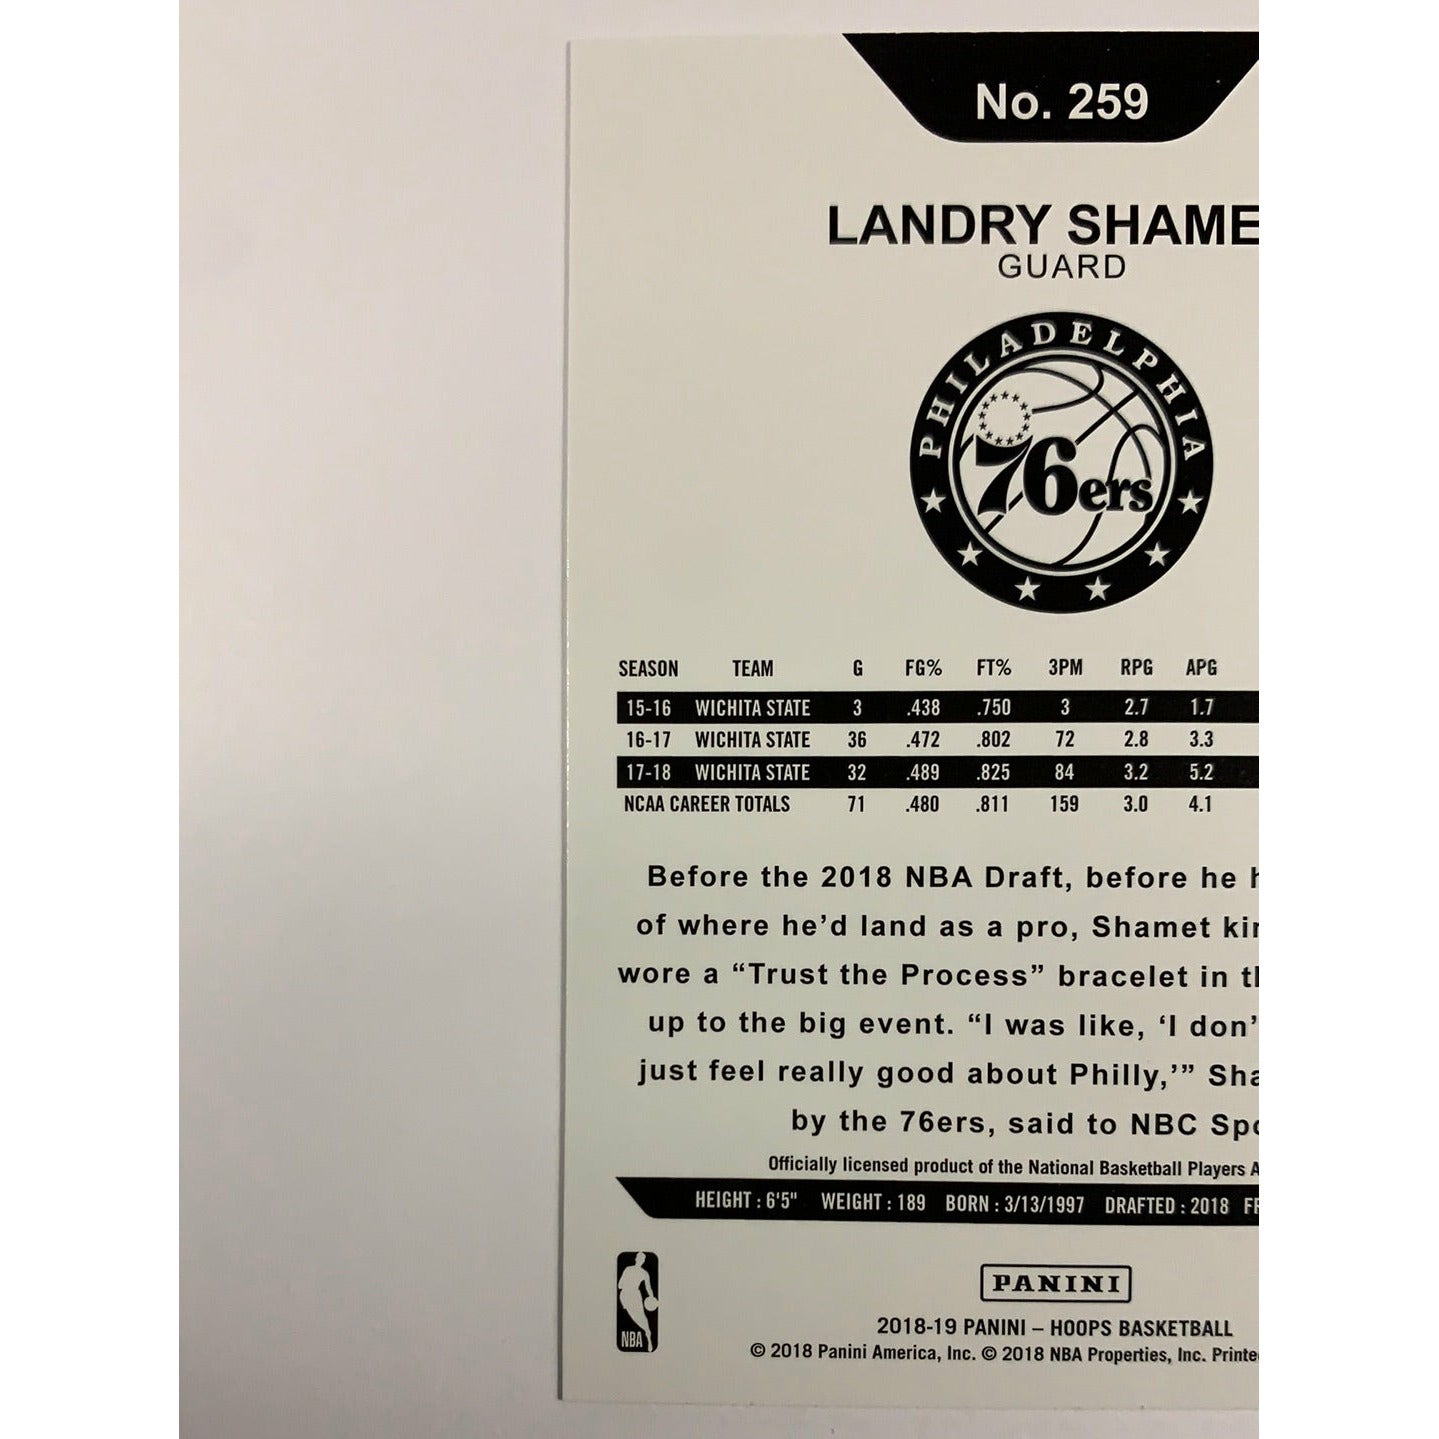 No. 259
LANDRY SHAME
GUARD
PHILADELPHIA
76ers
SEASON TEAM G FG% FT% 3PM RPG APG
15-16 WICHITA STATE 3 .438 .750 3 2.7 1.7
16-17 WICHITA STATE 36 .472 .802 72 2.8 3.3
17-18 WICHITA STATE 32 .489 .825 84 3.2 5.2
NCAA CAREER TOTALS 71 .480 .811 159 3.0 4.1
Before the 2018 NBA Draft, before he
of where he'd land as a pro, Shamet
wore a “Trust the Process” bracelet in
up to the big event. “I was like, ‘I don’
just feel really good about Philly,’” Sha
by the 76ers, said to NBC Spo
Officially licensed product of the National Basketball Players A
HEIGHT : 6'5" WEIGHT : 189 BORN : 3/13/1997 DRAFTED : 2018
NBA
PANINI
2018-19 PANINI – HOOPS BASKETBALL
© 2018 Panini America, Inc. © 2018 NBA Properties, Inc. Printe